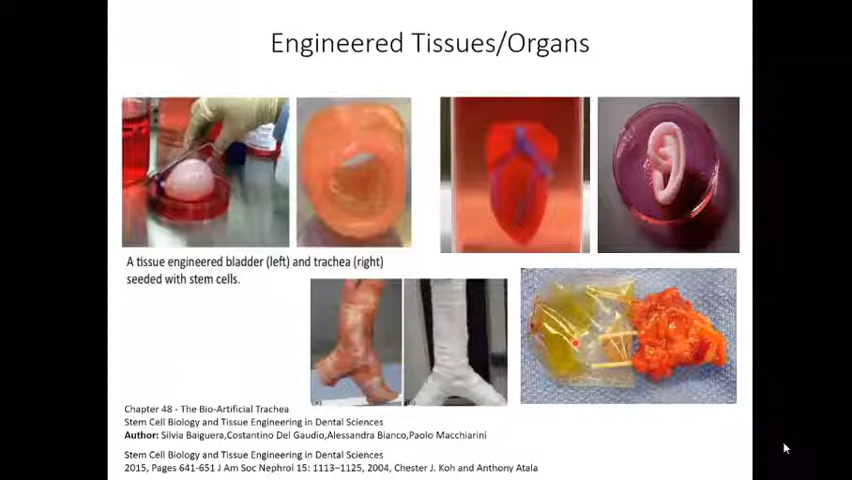 Engineered Tissues/Organs
A tissue engineered bladder (left) and trachea (right)
seeded with stem cells.
Chapter 48 - The Bio-Artificial Trachea
Stem Cell Biology and Tissue Engineering in Dental Sciences
Author: Silvia Baiguera,Costantino Del Gaudio,Alessandra Bianco,Paolo Macchiarini
Stem Cell Biology and Tissue Engineering in Dental Sciences
2015, Pages 641-651 J Am Soc Nephrol 15: 1113–1125, 2004, Chester J. Koh and Anthony Atala